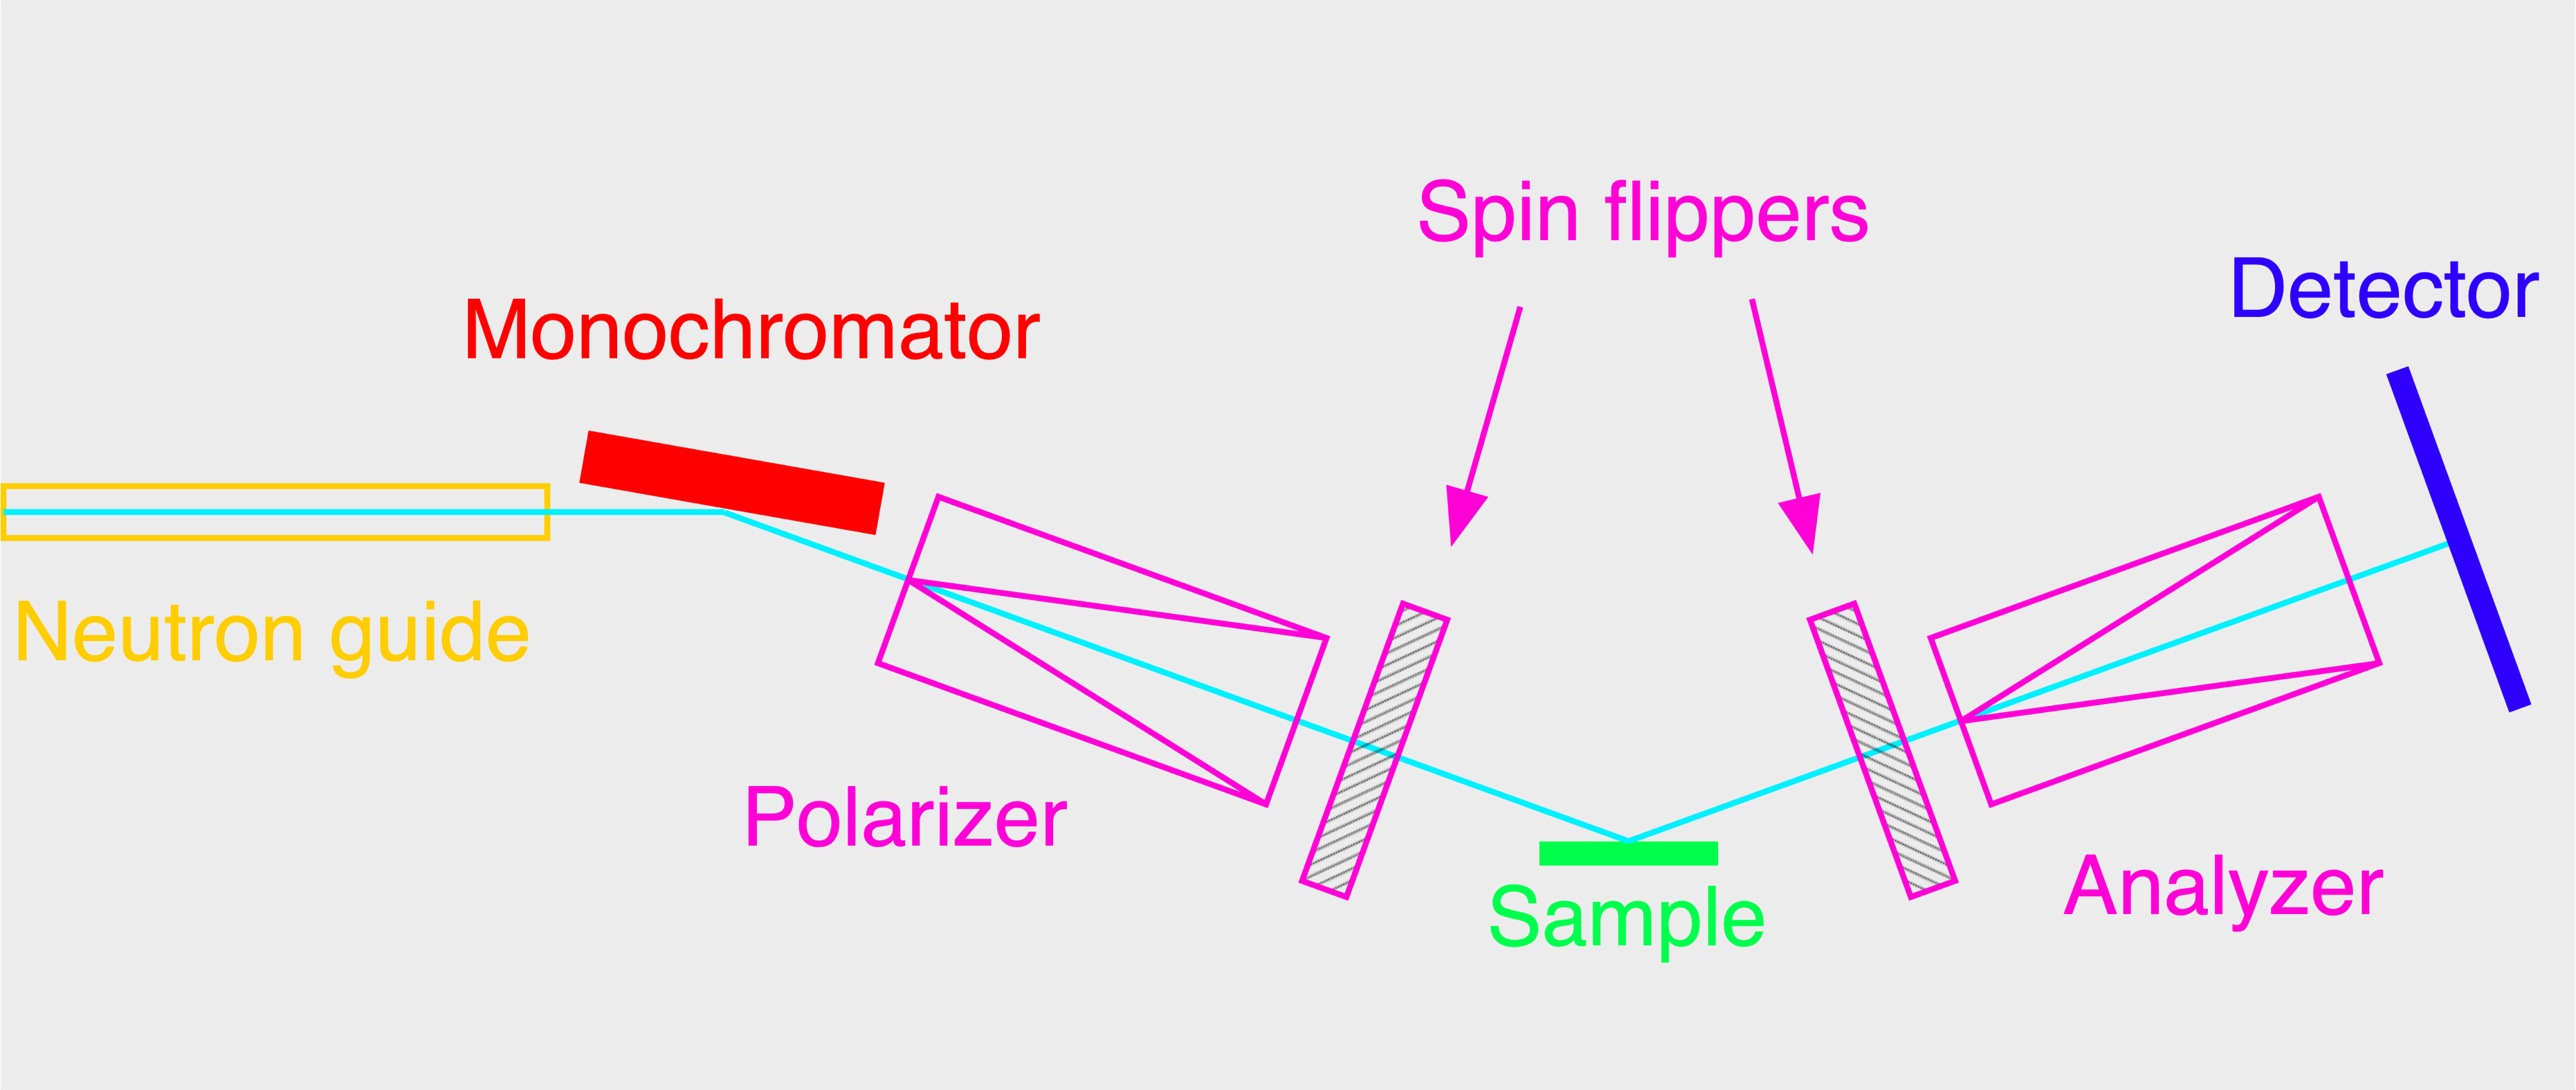 Spin flippers
Detector
Monochromator
Neutron guide
Polarizer
Analyzer
Sample